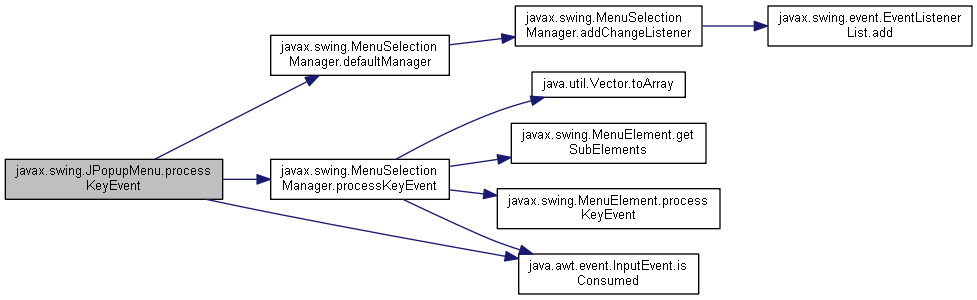 javax.swing.JPopupMenu.process
KeyEvent
javax.swing.MenuSelection
Manager.defaultManager
javax.swing.MenuSelection
Manager.addChangeListener
javax.swing.event.EventListener
List.add
javax.swing.MenuSelection
Manager.processKeyEvent
java.util.Vector.toArray
javax.swing.MenuElement.get
SubElements
javax.swing.MenuElement.process
KeyEvent
java.awt.event.InputEvent.is
Consumed